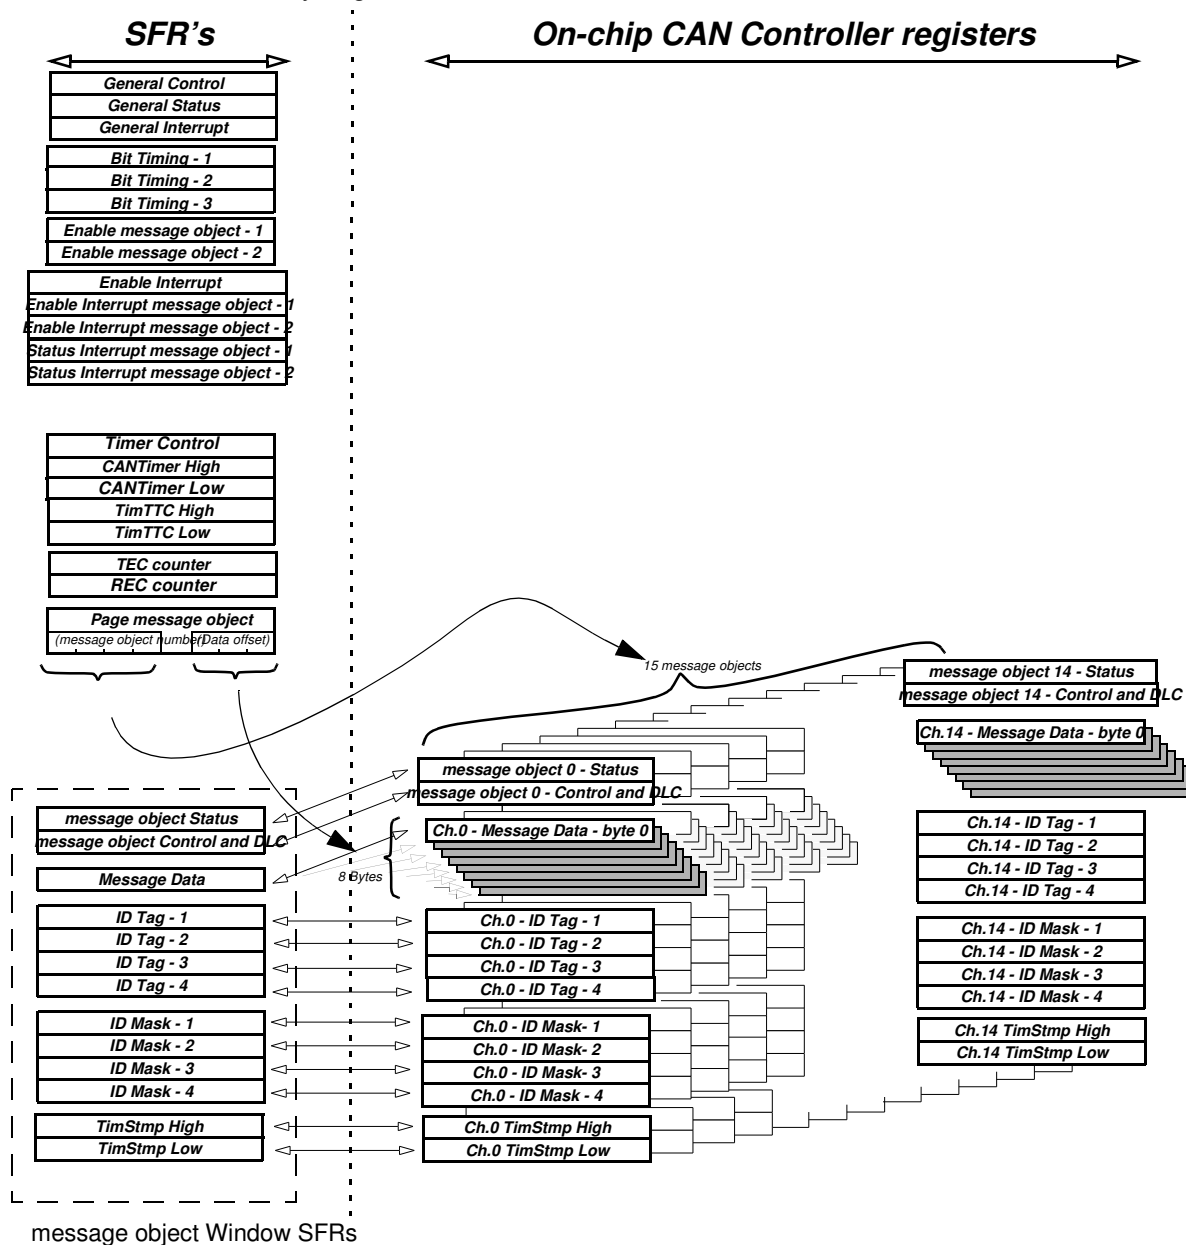 SFR's
On-chip CAN Controller registers
General Control
General Status
General Interrupt
Bit Timing - 1
Bit Timing - 2
Bit Timing - 3
Enable message object - 1
Enable message object - 2
Enable Interrupt
Enable Interrupt message object - 1
Enable Interrupt message object - 2
Status Interrupt message object - 1
Status Interrupt message object - 2
Timer Control
CANTimer High
CANTimer Low
TimTTC High
TimTTC Low
TEC counter
REC counter
Page message object
(message object number)
(Data offset)
15 message objects
message object 14 - Status
message object 14 - Control and DLC
Ch.14 - Message Data - byte 0
Ch.14 - ID Tag - 1
Ch.14 - ID Tag - 2
Ch.14 - ID Tag - 3
Ch.14 - ID Tag - 4
Ch.14 - ID Mask - 1
Ch.14 - ID Mask - 2
Ch.14 - ID Mask - 3
Ch.14 - ID Mask - 4
Ch.14 TimStmp High
Ch.14 TimStmp Low
message object 0 - Status
message object 0 - Control and DLC
Ch.0 - Message Data - byte 0
8 Bytes
Ch.0 - ID Tag - 1
Ch.0 - ID Tag - 2
Ch.0 - ID Tag - 3
Ch.0 - ID Tag - 4
Ch.0 - ID Mask- 1
Ch.0 - ID Mask- 2
Ch.0 - ID Mask- 3
Ch.0 - ID Mask - 4
Ch.0 TimStmp High
Ch.0 TimStmp Low
message object Status
message object Control and DLC
Message Data
ID Tag - 1
ID Tag - 2
ID Tag - 3
ID Tag - 4
ID Mask - 1
ID Mask - 2
ID Mask - 3
ID Mask - 4
TimStmp High
TimStmp Low
message object Window SFRs